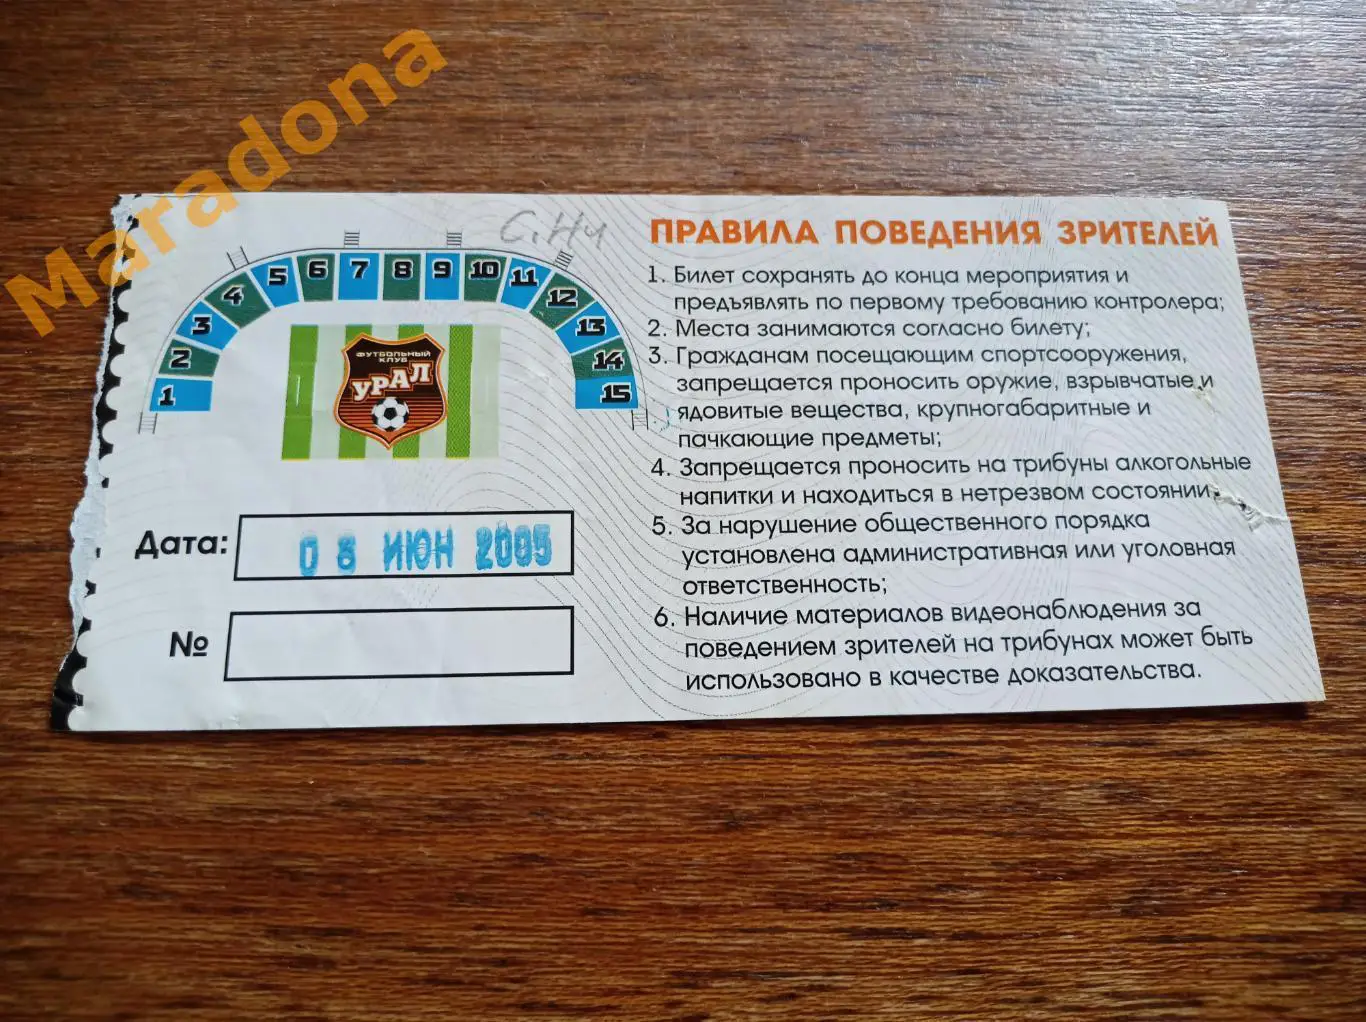 Maradona
С.Нч
ПРАВИЛА ПОВЕДЕНИЯ ЗРИТЕЛЕЙ
1. Билет сохранять до конца мероприятия и
предъявлять по первому требованию контролера;
2. Места занимаются согласно билету;
3. Гражданам посещающим спортсооружения,
запрещается проносить оружие, взрывчатые и
ядовитые вещества, крупногабаритные и
пачкающие предметы;
4. Запрещается проносить на трибуны алкогольные
напитки и находиться в нетрезвом состоянии;
5. За нарушение общественного порядка
установлена административная или уголовная
ответственность;
6. Наличие материалов видеонаблюдения за
поведением зрителей на трибунах может быть
использовано в качестве доказательства.
1 2 3 4 5 6 7 8 9 10 11 12 13 14 15
ФУТБОЛЬНЫЙ
КЛУБ
УРАЛ
Дата: 08 ИЮН 2005
№